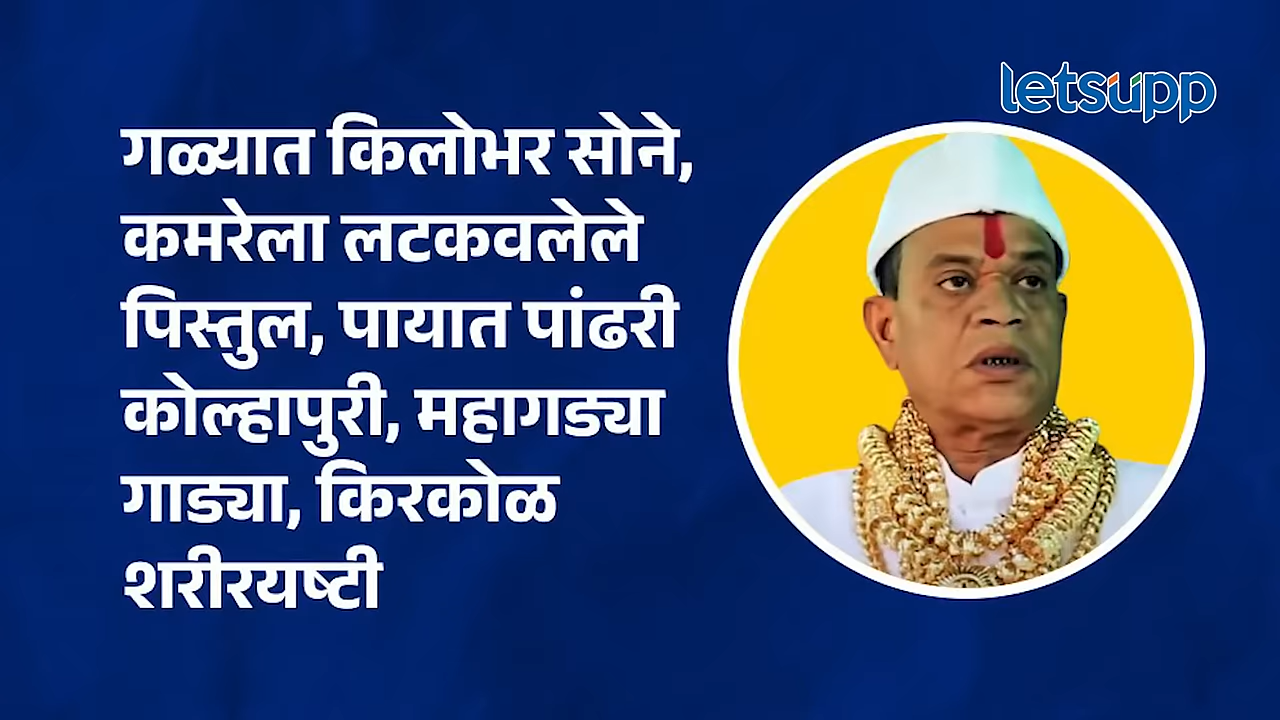 letsupp
गळ्यात किलोभर सोने,
कमरेला लटकवलेले
पिस्तुल, पायात पांढरी
कोल्हापुरी, महागड्या
गाड्या, किरकोळ
शरीरयष्टी